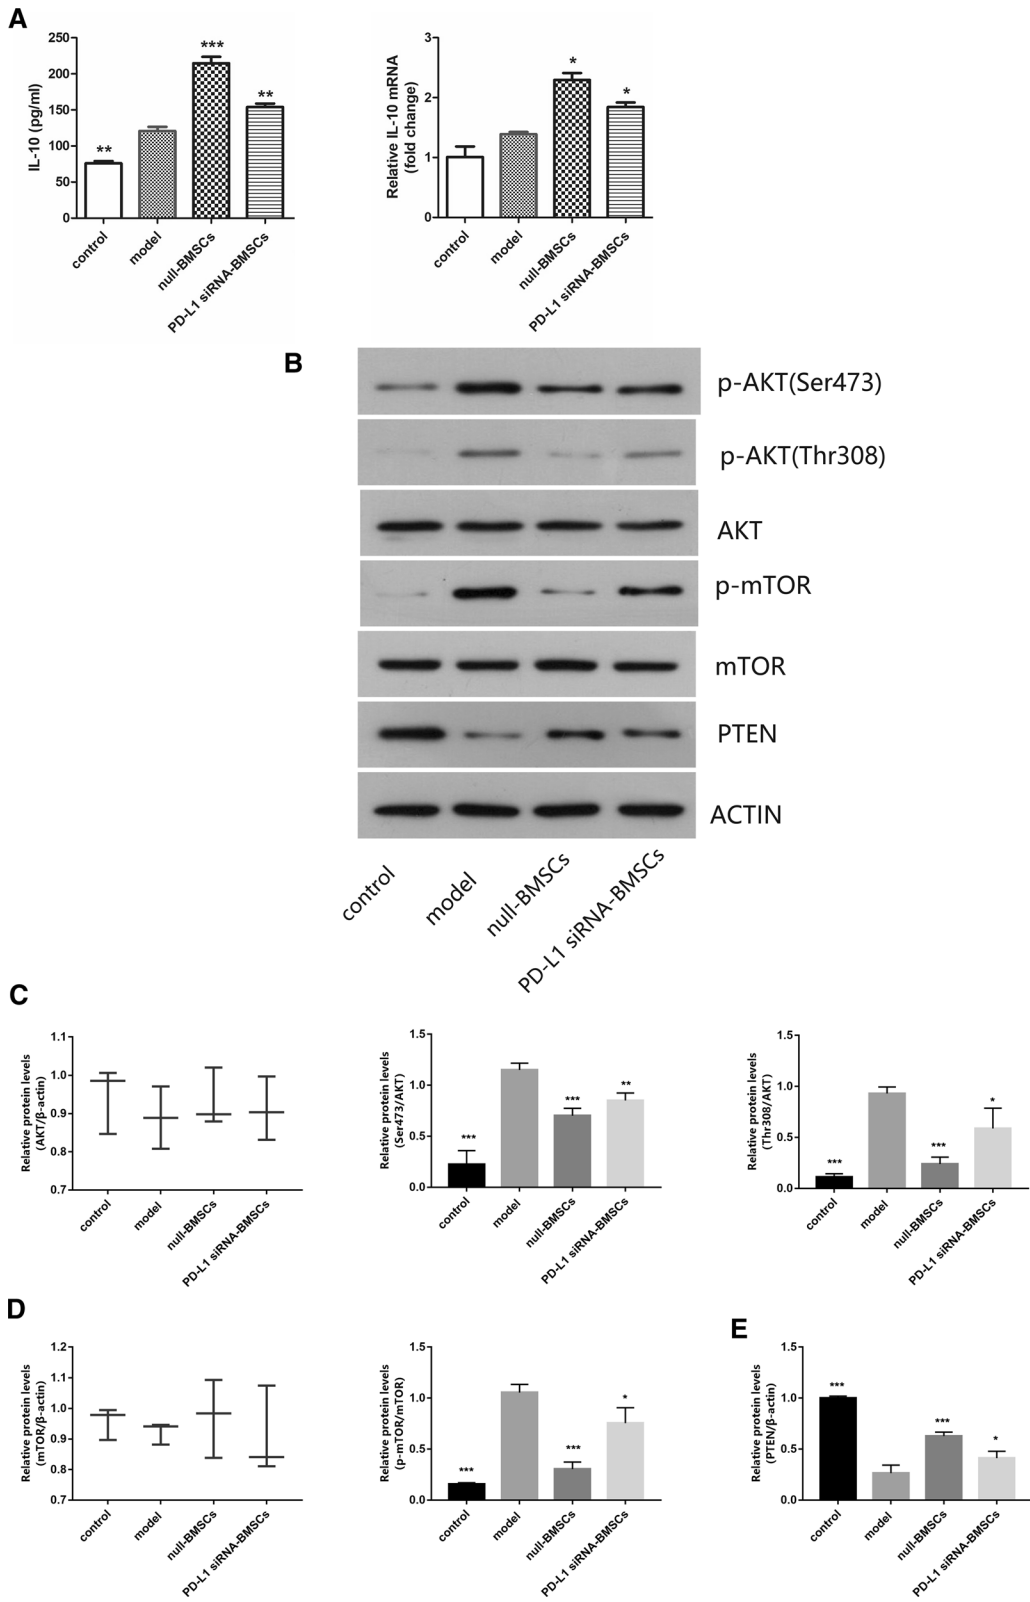 A
IL-10 (pg/ml)
250
200
150
100
50
0
**
***
**
control
model
null-BMSCs
PD-L1 siRNA-BMSCs
Relative IL-10 mRNA
(fold change)
3
2
1
0
*
*
control
model
null-BMSCs
PD-L1 siRNA-BMSCs
B
p-AKT(Ser473)
p-AKT(Thr308)
AKT
p-mTOR
mTOR
PTEN
ACTIN
control
model
null-BMSCs
PD-L1 siRNA-BMSCs
C
Relative protein levels
(AKT/β-actin)
1.1
1.0
0.9
0.8
0.7
control
model
null-BMSCs
PD-L1 siRNA-BMSCs
Relative protein levels
(Ser473/AKT)
1.5
1.0
0.5
0.0
***
***
**
control
model
null-BMSCs
PD-L1 siRNA-BMSCs
Relative protein levels
(Thr308/AKT)
1.5
1.0
0.5
0.0
***
***
*
control
model
null-BMSCs
PD-L1 siRNA-BMSCs
D
Relative protein levels
(mTOR/β-actin)
1.2
1.1
1.0
0.9
0.8
0.7
control
model
null-BMSCs
PD-L1 siRNA-BMSCs
Relative protein levels
(p-mTOR/mTOR)
1.5
1.0
0.5
0.0
***
***
*
control
model
null-BMSCs
PD-L1 siRNA-BMSCs
E
Relative protein levels
(PTEN/β-actin)
1.5
1.0
0.5
0.0
***
***
*
control
model
null-BMSCs
PD-L1 siRNA-BMSCs